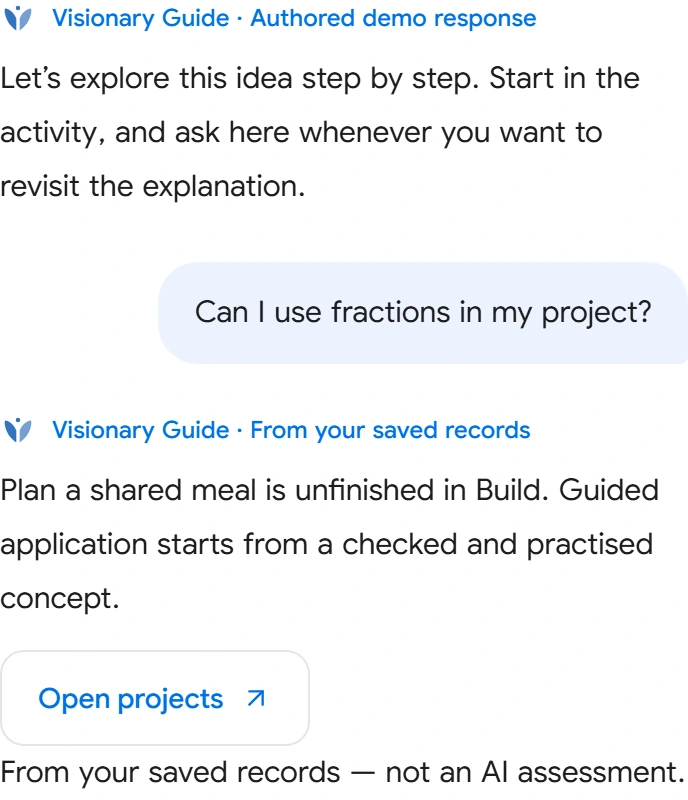 Visionary Guide · Authored demo response
Let’s explore this idea step by step. Start in the
activity, and ask here whenever you want to
revisit the explanation.
Can I use fractions in my project?
Visionary Guide · From your saved records
Plan a shared meal is unfinished in Build. Guided
application starts from a checked and practised
concept.
Open projects
From your saved records — not an AI assessment.